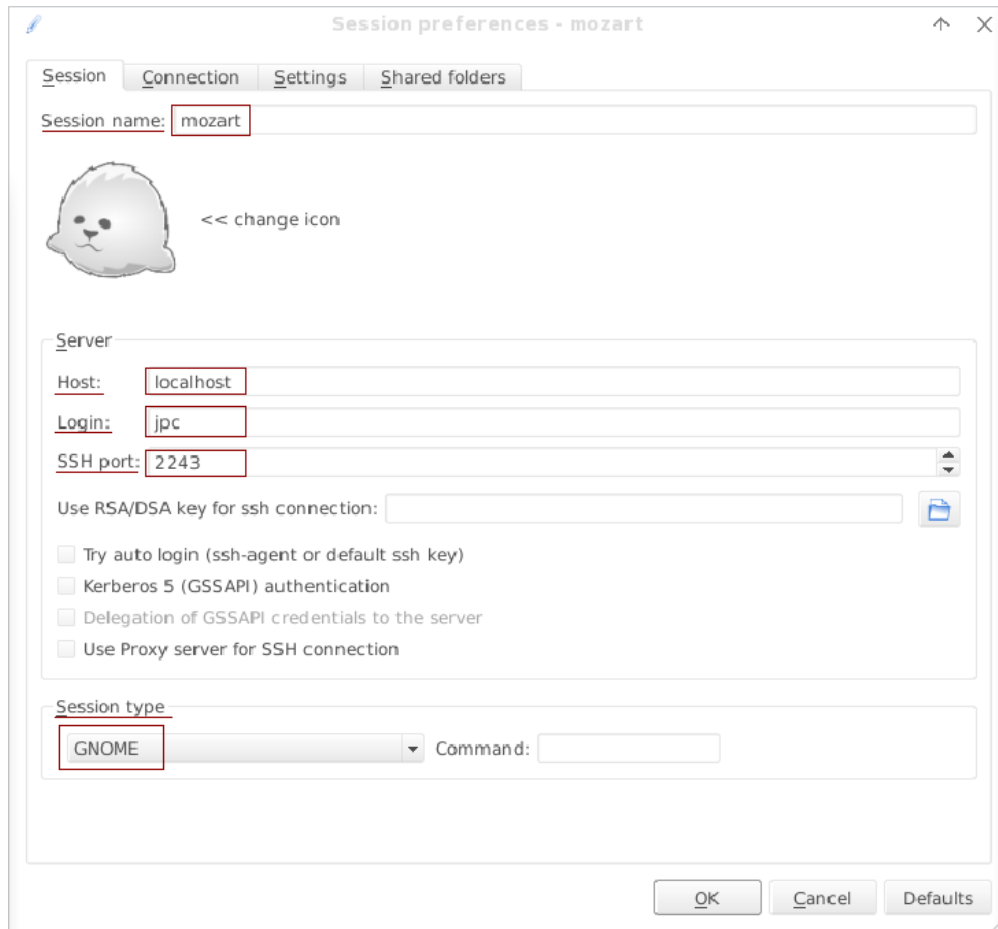 Session preferences - mozart
Session Connection Settings Shared folders
Session name: mozart
<< change icon
Server
Host: localhost
Login: jpc
SSH port: 2243
Use RSA/DSA key for ssh connection:
Try auto login (ssh-agent or default ssh key)
Kerberos 5 (GSSAPI) authentication
Delegation of GSSAPI credentials to the server
Use Proxy server for SSH connection
Session type
GNOME Command:
OK Cancel Defaults